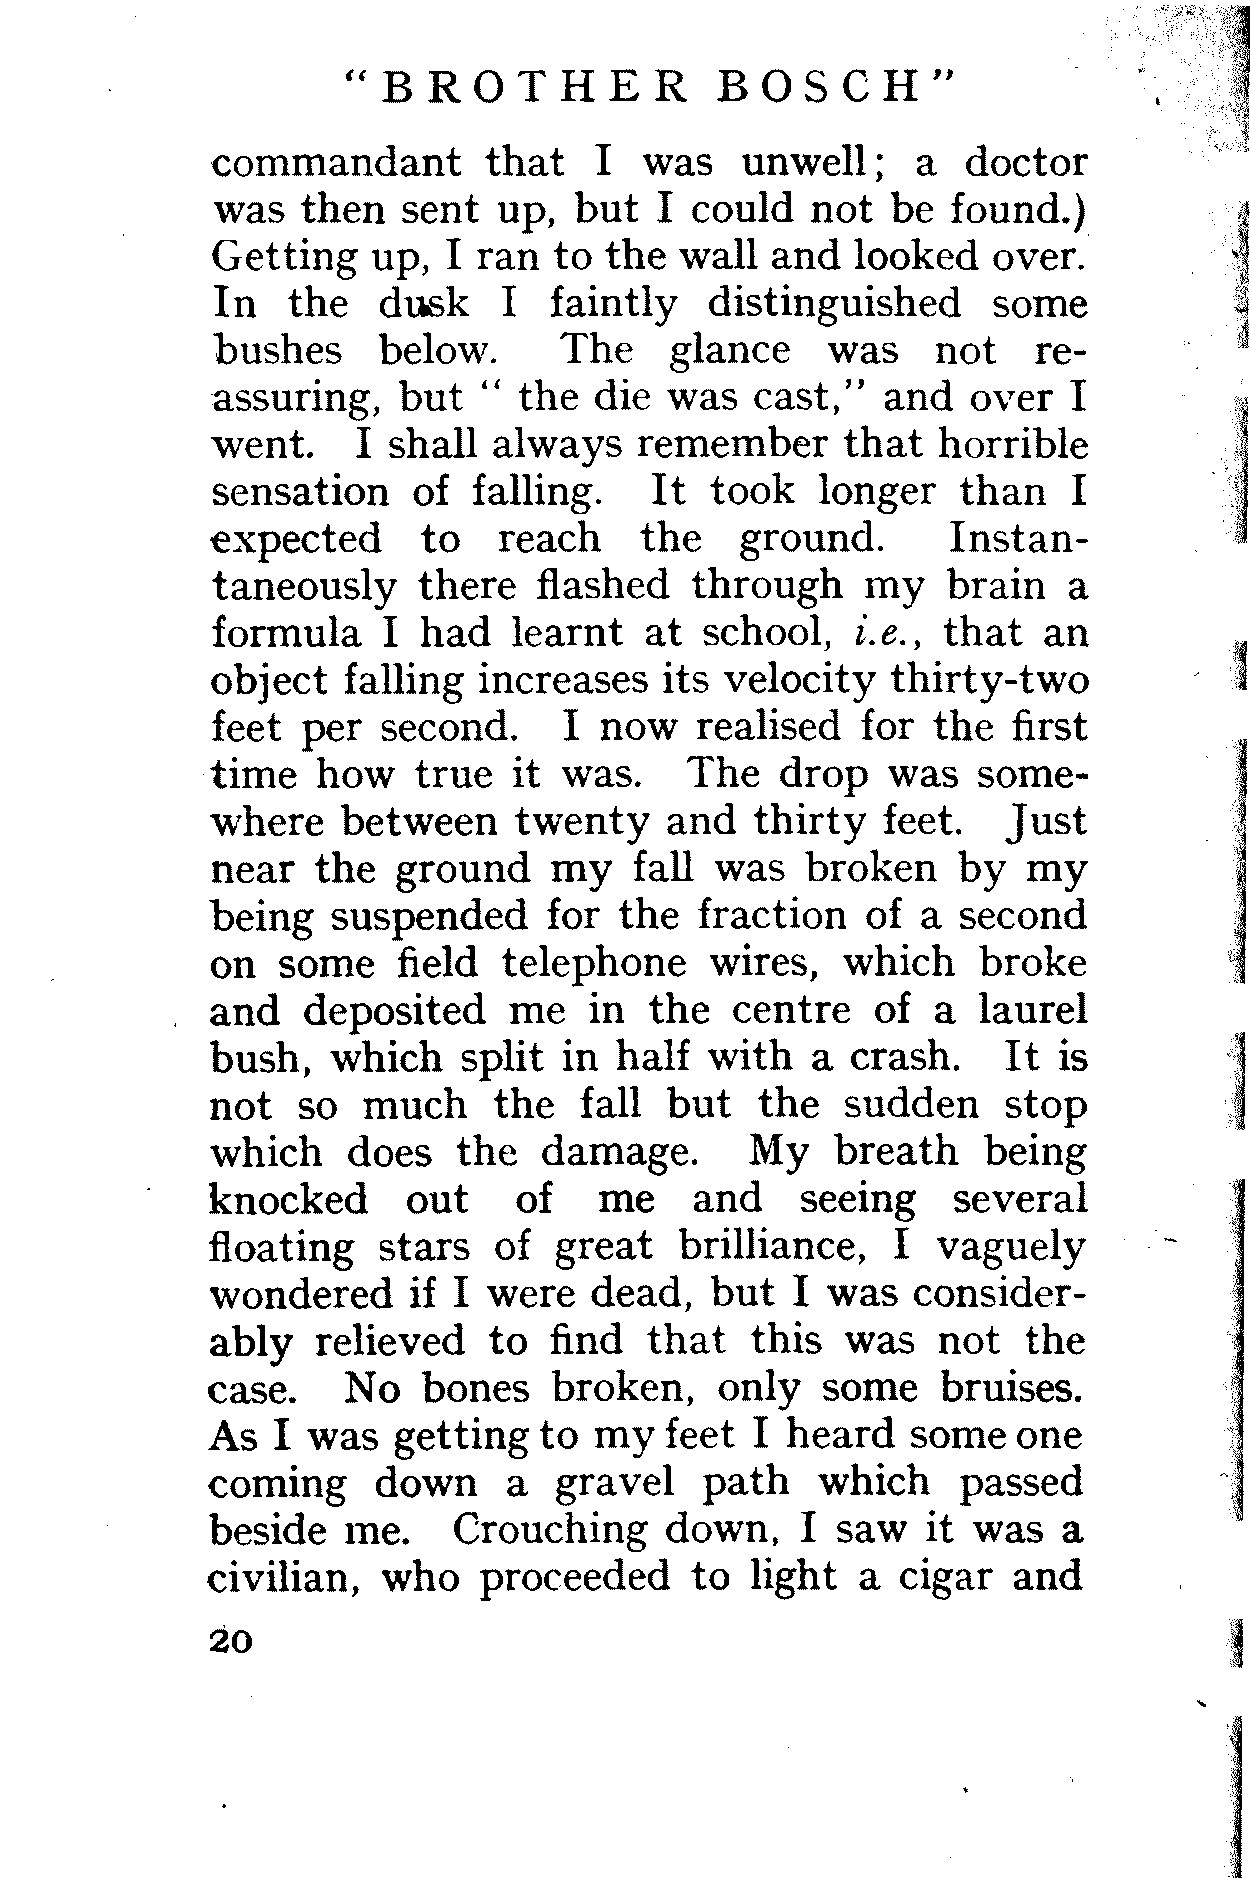 "BROTHER BOSCH"
commandant that I was unwell; a doctor
was then sent up, but I could not be found.)
Getting up, I ran to the wall and looked over.
In the dusk I faintly distinguished some
bushes below. The glance was not re-
assuring, but " the die was cast," and over I
went. I shall always remember that horrible
sensation of falling. It took longer than I
expected to reach the ground. Instan-
taneously there flashed through my brain a
formula I had learnt at school, i.e., that an
object falling increases its velocity thirty-two
feet per second. I now realised for the first
time how true it was. The drop was some-
where between twenty and thirty feet. Just
near the ground my fall was broken by my
being suspended for the fraction of a second
on some field telephone wires, which broke
and deposited me in the centre of a laurel
bush, which split in half with a crash. It is
not so much the fall but the sudden stop
which does the damage. My breath being
knocked out of me and seeing several
floating stars of great brilliance, I vaguely
wondered if I were dead, but I was consider-
ably relieved to find that this was not the
case. No bones broken, only some bruises.
As I was getting to my feet I heard some one
coming down a gravel path which passed
beside me. Crouching down, I saw it was a
civilian, who proceeded to light a cigar and
20